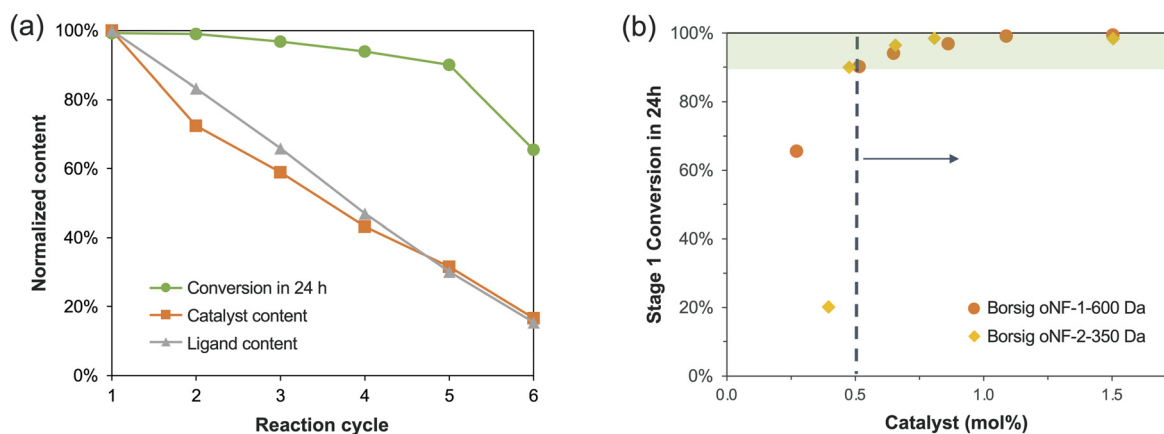 (a)
Normalized content
100%
80%
60%
40%
20%
0%
Conversion in 24 h
Catalyst content
Ligand content
1 2 3 4 5 6
Reaction cycle
(b)
Stage 1 Conversion in 24h
100%
80%
60%
40%
20%
0%
Borsig oNF-1-600 Da
Borsig oNF-2-350 Da
0.0 0.5 1.0 1.5
Catalyst (mol%)